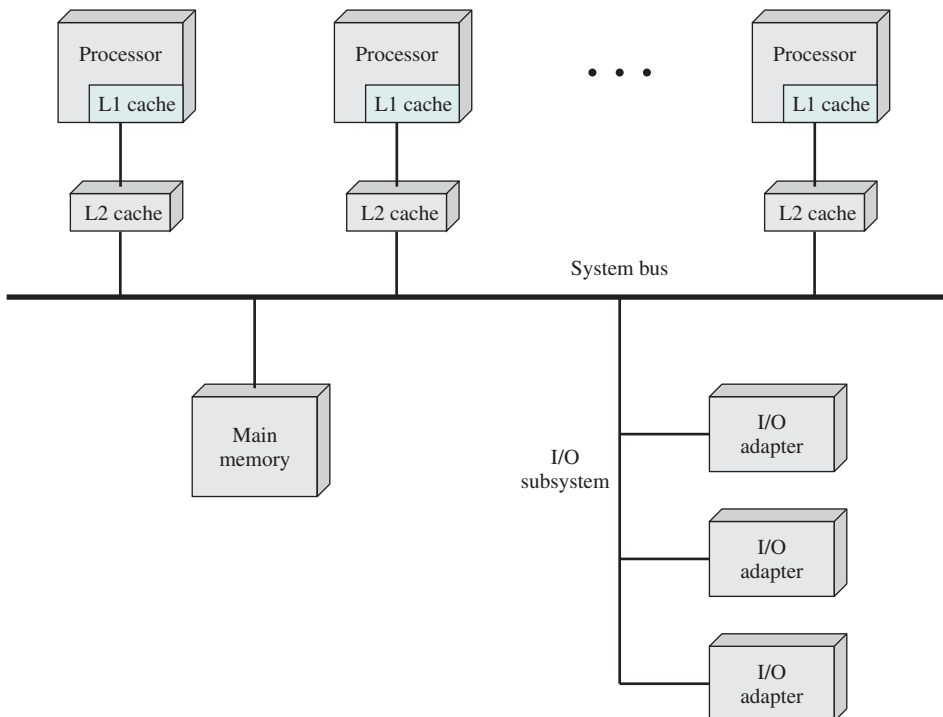 Processor
L1 cache
Processor
L1 cache
Processor
L1 cache
L2 cache
L2 cache
L2 cache
System bus
Main
memory
I/O
subsystem
I/O
adapter
I/O
adapter
I/O
adapter